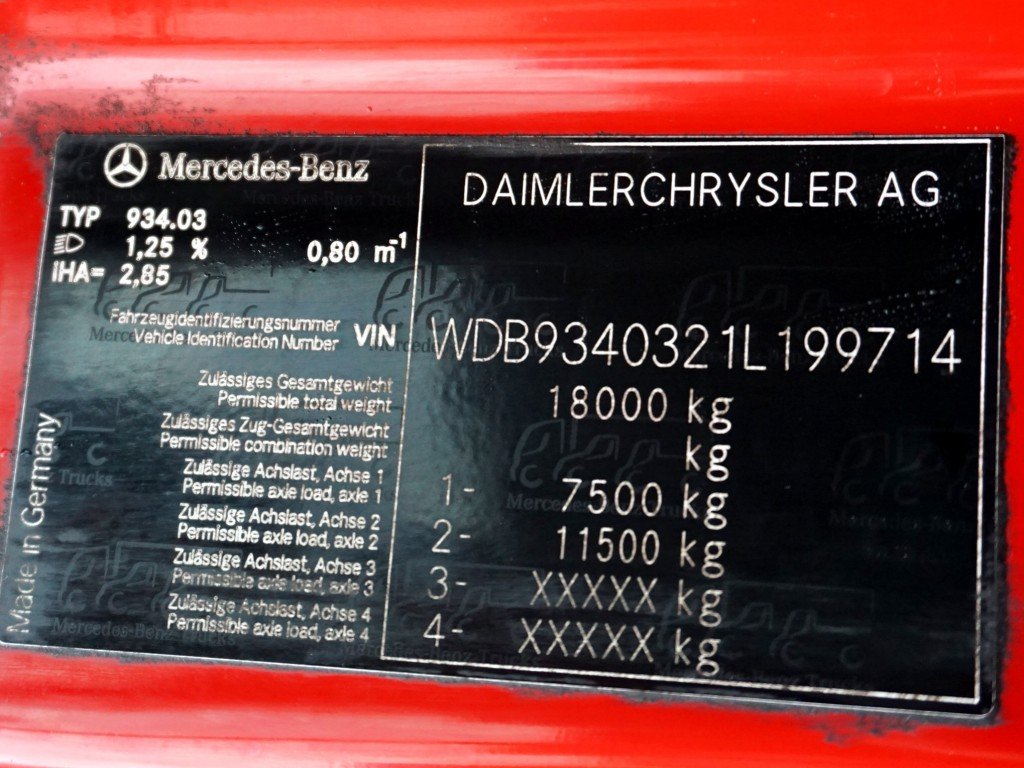 Mercedes-Benz
DAIMLERCHRYSLER AG
TYP 934.03
1,25 % 0,80 m-1
IHA= 2,85
Fahrzeugidentifizierungsnummer
Vehicle Identification Number
VIN WDB9340321L199714
Zulässiges Gesamtgewicht
Permissible total weight
18000 kg
Zulässiges Zug-Gesamtgewicht
Permissible combination weight
kg
Zulässige Achslast, Achse 1
Permissible axle load, axle 1
1- 7500 kg
Zulässige Achslast, Achse 2
Permissible axle load, axle 2
2- 11500 kg
Zulässige Achslast, Achse 3
Permissible axle load, axle 3
3- XXXXX kg
Zulässige Achslast, Achse 4
Permissible axle load, axle 4
4- XXXXX kg
Made in Germany